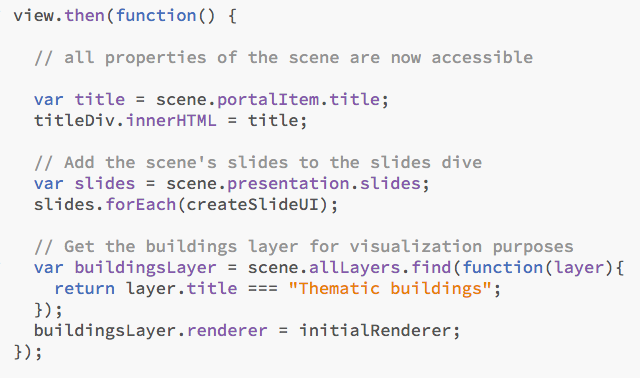 view.then(function() {
// all properties of the scene are now accessible
var title = scene.portalItem.title;
titleDiv.innerHTML = title;
// Add the scene's slides to the slides dive
var slides = scene.presentation.slides;
slides.forEach(createSlideUI);
// Get the buildings layer for visualization purposes
var buildingsLayer = scene.allLayers.find(function(layer){
return layer.title === "Thematic buildings";
});
buildingsLayer.renderer = initialRenderer;
});